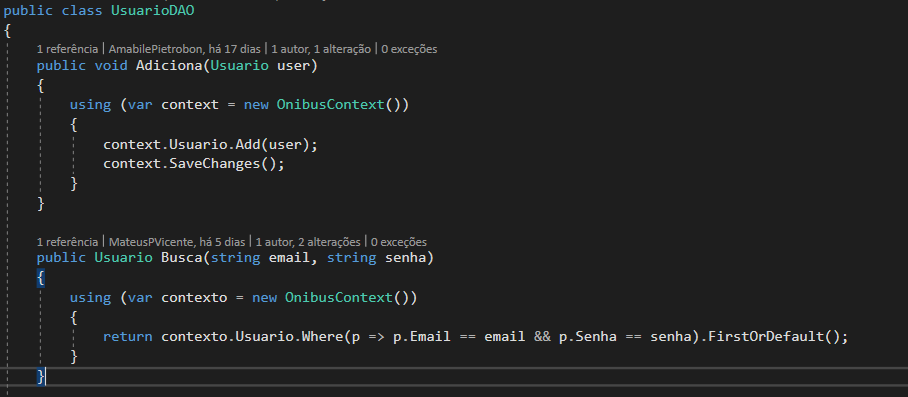 public class UsuarioDAO
{
1 referência | AmabilePietrobon, há 17 dias | 1 autor, 1 alteração | 0 exceções
public void Adiciona(Usuario user)
{
using (var context = new OnibusContext())
{
context.Usuario.Add(user);
context.SaveChanges();
}
}
1 referência | MateusPVicente, há 5 dias | 1 autor, 2 alterações | 0 exceções
public Usuario Busca(string email, string senha)
{
using (var contexto = new OnibusContext())
{
return contexto.Usuario.Where(p => p.Email == email && p.Senha == senha).FirstOrDefault();
}
}